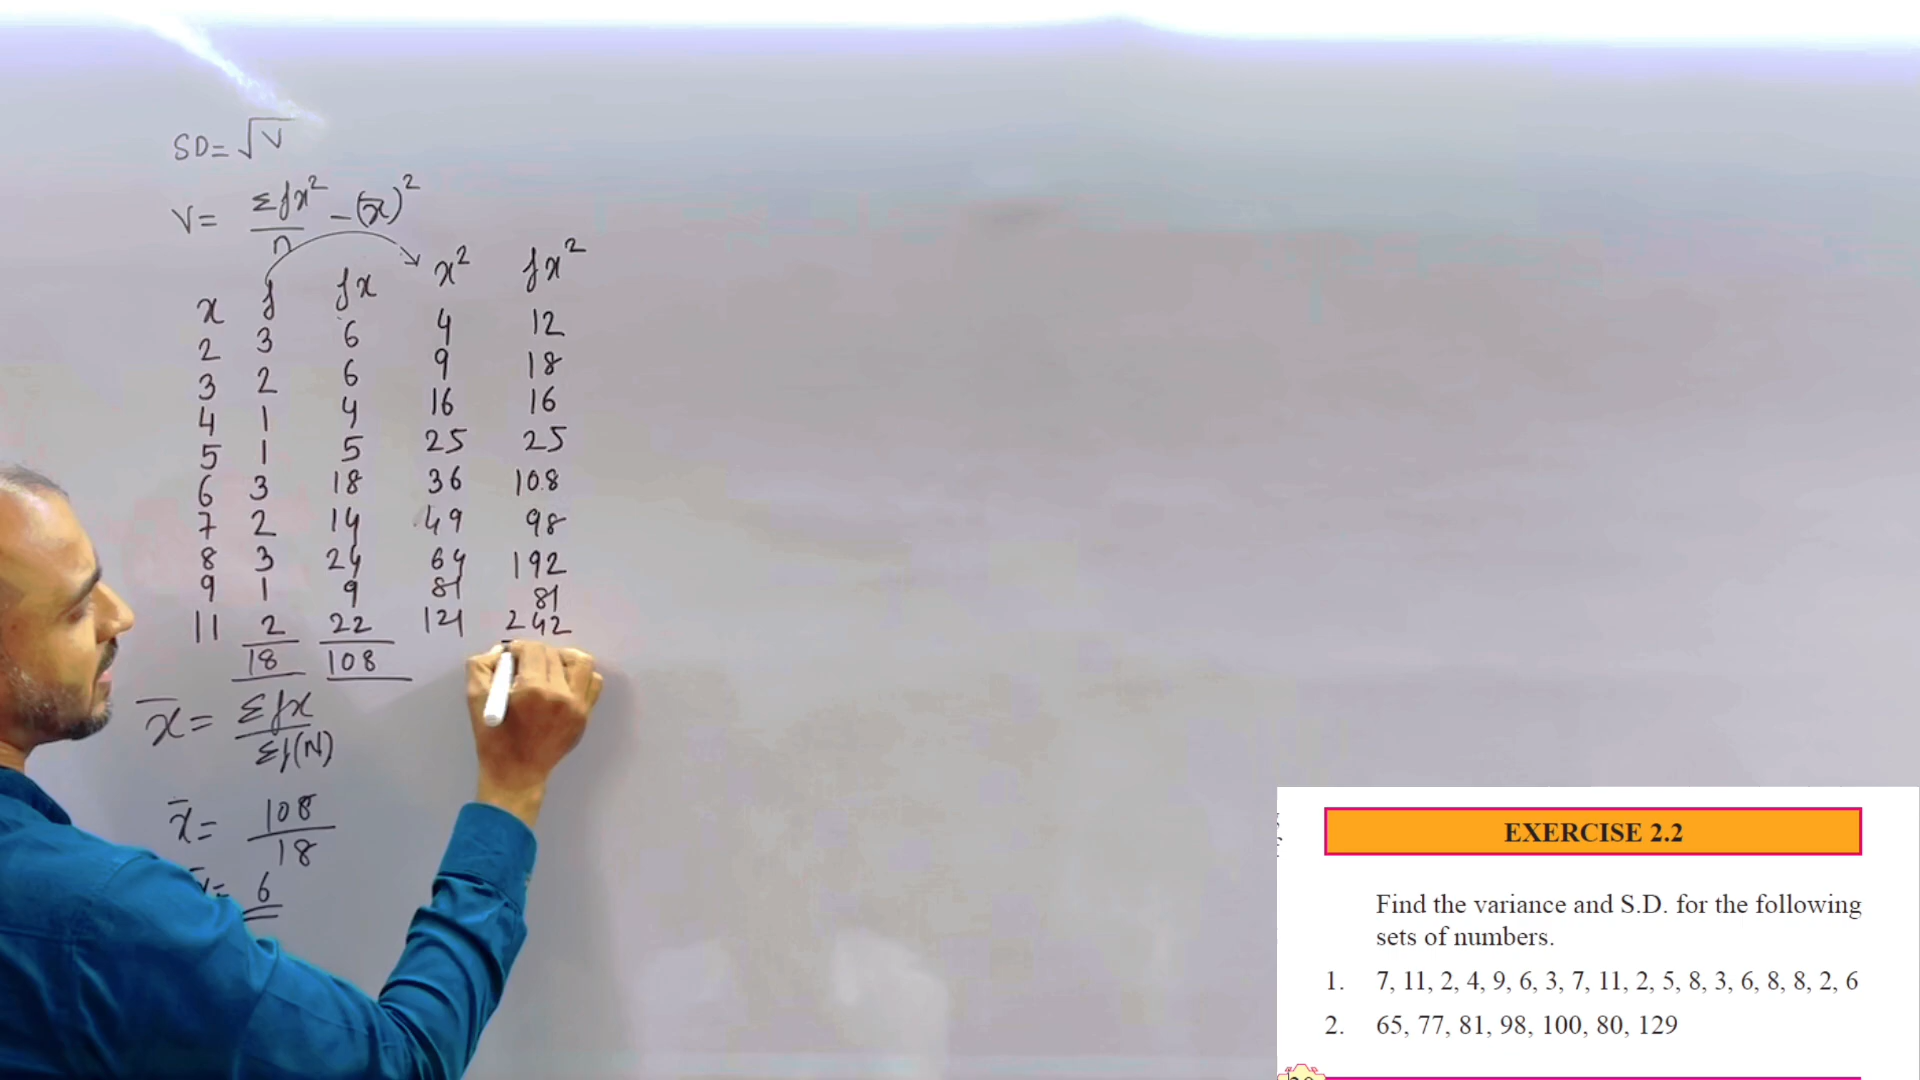 SD = √V
V = Σfx² / n − (x̄)²
x f fx x² fx²
2 3 6 4 12
3 2 6 9 18
4 1 4 16 16
5 1 5 25 25
6 3 18 36 108
7 2 14 49 98
8 3 24 64 192
9 1 9 81 81
11 2 22 121 242
18 108
x̄ = Σfx / Σf(N)
x̄ = 108 / 18
= 6
EXERCISE 2.2
Find the variance and S.D. for the following
sets of numbers.
1. 7, 11, 2, 4, 9, 6, 3, 7, 11, 2, 5, 8, 3, 6, 8, 8, 2, 6
2. 65, 77, 81, 98, 100, 80, 129